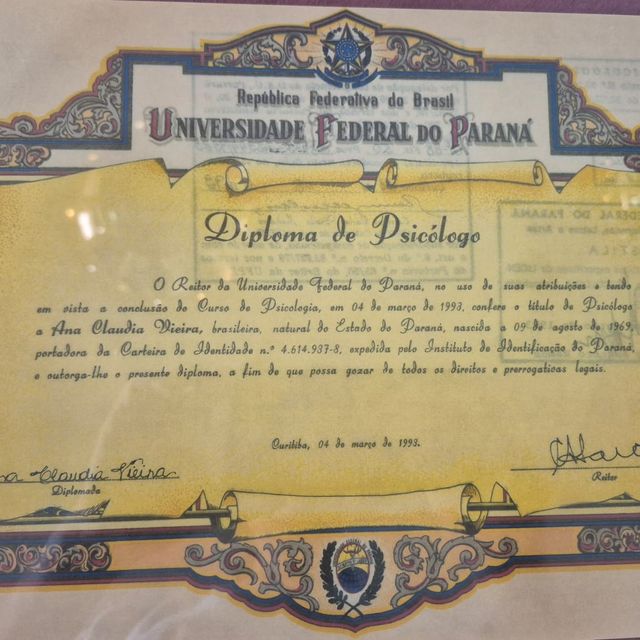 República Federativa do Brasil
UNIVERSIDADE FEDERAL DO PARANÁ
Diploma de Psicólogo
O Reitor da Universidade Federal do Paraná, no uso de suas atribuições e tendo
em vista a conclusão do Curso de Psicologia, em 04 de março de 1993, confere o título de Psicólogo
a Ana Claudia Vieira, brasileira, natural do Estado do Paraná, nascida a 09 de agosto de 1969,
portadora da Carteira de Identidade n.º 4.614.937-8, expedida pelo Instituto de Identificação do Paraná,
e outorga-lhe o presente diploma, a fim de que possa gozar de todos os direitos e prerrogativas legais.
Curitiba, 04 de março de 1993.
na Claudia Vieira
Diplomada
Reitor